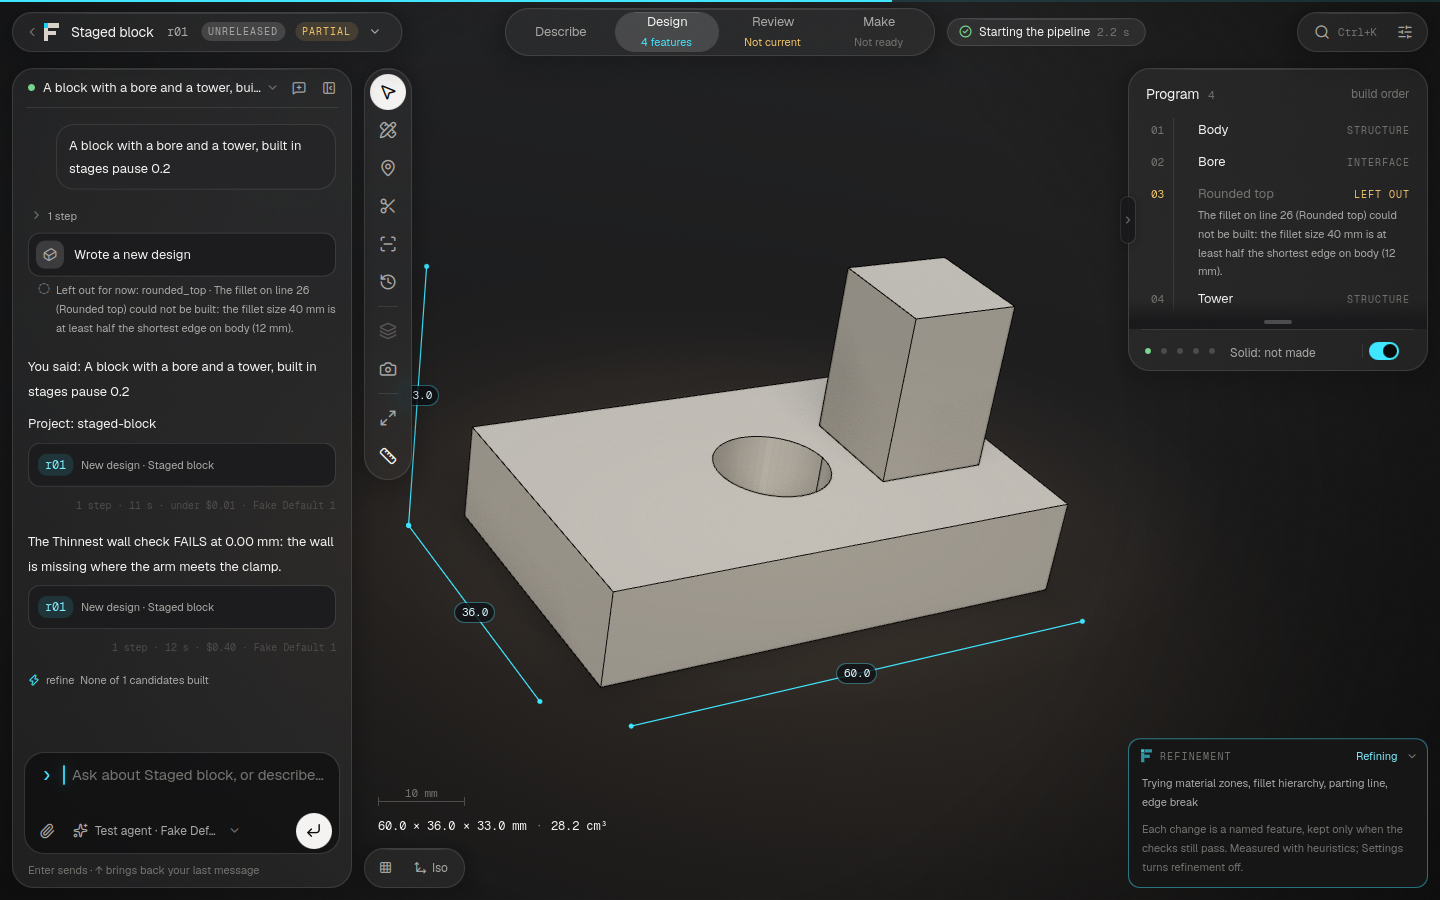 Staged block r01 UNRELEASED PARTIAL
Describe
Design
4 features
Review
Not current
Make
Not ready
Starting the pipeline 2.2 s
Ctrl+K
A block with a bore and a tower, bui...
A block with a bore and a tower, built in
stages pause 0.2
1 step
Wrote a new design
Left out for now: rounded_top · The fillet on line 26
(Rounded top) could not be built: the fillet size 40 mm is
at least half the shortest edge on body (12 mm).
You said: A block with a bore and a tower, built in
stages pause 0.2
Project: staged-block
r01 New design · Staged block
1 step · 11 s · under $0.01 · Fake Default 1
The Thinnest wall check FAILS at 0.00 mm: the wall
is missing where the arm meets the clamp.
r01 New design · Staged block
1 step · 12 s · $0.40 · Fake Default 1
refine None of 1 candidates built
Ask about Staged block, or describe...
Test agent · Fake Def...
Enter sends · ↑ brings back your last message
3.0
36.0
60.0
10 mm
60.0 × 36.0 × 33.0 mm · 28.2 cm³
Iso
Program 4 build order
01 Body STRUCTURE
02 Bore INTERFACE
03 Rounded top LEFT OUT
The fillet on line 26 (Rounded top) could
not be built: the fillet size 40 mm is at
least half the shortest edge on body (12
mm).
04 Tower STRUCTURE
Solid: not made
REFINEMENT Refining
Trying material zones, fillet hierarchy, parting line,
edge break
Each change is a named feature, kept only when the
checks still pass. Measured with heuristics; Settings
turns refinement off.